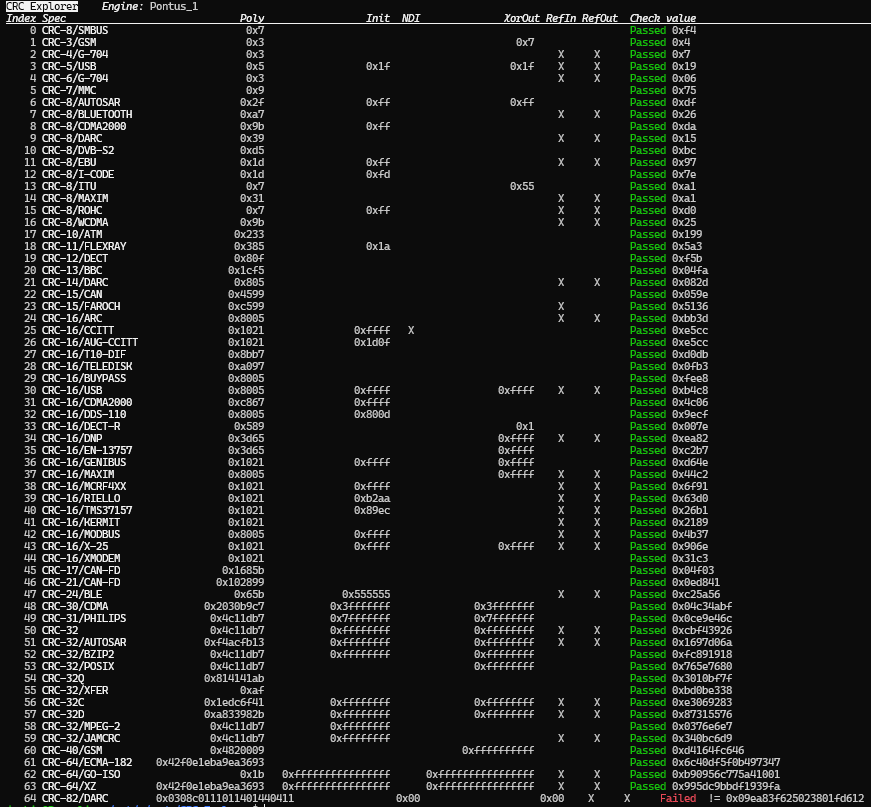 CRC Explorer Engine: Pontus_1
Index Spec Poly Init NDI XorOut RefIn RefOut Check value
0 CRC-8/SMBUS 0x7 Passed 0xf4
1 CRC-3/GSM 0x3 0x7 Passed 0x4
2 CRC-4/G-704 0x3 X X Passed 0x7
3 CRC-5/USB 0x5 0x1f 0x1f X X Passed 0x19
4 CRC-6/G-704 0x3 X X Passed 0x06
5 CRC-7/MMC 0x9 Passed 0x75
6 CRC-8/AUTOSAR 0x2f 0xff 0xff Passed 0xdf
7 CRC-8/BLUETOOTH 0xa7 X X Passed 0x26
8 CRC-8/CDMA2000 0x9b 0xff Passed 0xda
9 CRC-8/DARC 0x39 X X Passed 0x15
10 CRC-8/DVB-S2 0xd5 Passed 0xbc
11 CRC-8/EBU 0x1d 0xff X X Passed 0x97
12 CRC-8/I-CODE 0x1d 0xfd Passed 0x7e
13 CRC-8/ITU 0x7 0x55 Passed 0xa1
14 CRC-8/MAXIM 0x31 X X Passed 0xa1
15 CRC-8/ROHC 0x7 0xff X X Passed 0xd0
16 CRC-8/WCDMA 0x9b X X Passed 0x25
17 CRC-10/ATM 0x233 Passed 0x199
18 CRC-11/FLEXRAY 0x385 0x1a Passed 0x5a3
19 CRC-12/DECT 0x80f Passed 0xf5b
20 CRC-13/BBC 0x1cf5 Passed 0x04fa
21 CRC-14/DARC 0x805 X X Passed 0x082d
22 CRC-15/CAN 0x4599 Passed 0x059e
23 CRC-15/FAROCH 0xc599 X Passed 0x5136
24 CRC-16/ARC 0x8005 X X Passed 0xbb3d
25 CRC-16/CCITT 0x1021 0xffff X Passed 0xe5cc
26 CRC-16/AUG-CCITT 0x1021 0x1d0f Passed 0xe5cc
27 CRC-16/T10-DIF 0x8bb7 Passed 0xd0db
28 CRC-16/TELEDISK 0xa097 Passed 0x0fb3
29 CRC-16/BUYPASS 0x8005 Passed 0xfee8
30 CRC-16/USB 0x8005 0xffff 0xffff X X Passed 0xb4c8
31 CRC-16/CDMA2000 0xc867 0xffff Passed 0x4c06
32 CRC-16/DDS-110 0x8005 0x800d Passed 0x9ecf
33 CRC-16/DECT-R 0x589 0x1 Passed 0x007e
34 CRC-16/DNP 0x3d65 0xffff X X Passed 0xea82
35 CRC-16/EN-13757 0x3d65 0xffff Passed 0xc2b7
36 CRC-16/GENIBUS 0x1021 0xffff 0xffff Passed 0xd64e
37 CRC-16/MAXIM 0x8005 0xffff X X Passed 0x44c2
38 CRC-16/MCRF4XX 0x1021 0xffff X X Passed 0x6f91
39 CRC-16/RIELLO 0x1021 0xb2aa X X Passed 0x63d0
40 CRC-16/TMS37157 0x1021 0x89ec X X Passed 0x26b1
41 CRC-16/KERMIT 0x1021 X X Passed 0x2189
42 CRC-16/MODBUS 0x8005 0xffff X X Passed 0x4b37
43 CRC-16/X-25 0x1021 0xffff 0xffff X X Passed 0x906e
44 CRC-16/XMODEM 0x1021 Passed 0x31c3
45 CRC-17/CAN-FD 0x1685b Passed 0x04f03
46 CRC-21/CAN-FD 0x102899 Passed 0x0ed841
47 CRC-24/BLE 0x65b 0x555555 X X Passed 0xc25a56
48 CRC-30/CDMA 0x2030b9c7 0x3fffffff 0x3fffffff Passed 0x04c34abf
49 CRC-31/PHILIPS 0x4c11db7 0x7fffffff 0x7fffffff Passed 0x0ce9e46c
50 CRC-32 0x4c11db7 0xffffffff 0xffffffff X X Passed 0xcbf43926
51 CRC-32/AUTOSAR 0xf4acfb13 0xffffffff 0xffffffff X X Passed 0x1697d06a
52 CRC-32/BZIP2 0x4c11db7 0xffffffff 0xffffffff Passed 0xfc891918
53 CRC-32/POSIX 0x4c11db7 0xffffffff Passed 0x765e7680
54 CRC-32Q 0x814141ab Passed 0x3010bf7f
55 CRC-32/XFER 0xaf Passed 0xbd0be338
56 CRC-32C 0x1edc6f41 0xffffffff 0xffffffff X X Passed 0xe3069283
57 CRC-32D 0xa833982b 0xffffffff 0xffffffff X X Passed 0x87315576
58 CRC-32/MPEG-2 0x4c11db7 0xffffffff Passed 0x0376e6e7
59 CRC-32/JAMCRC 0x4c11db7 0xffffffff X X Passed 0x340bc6d9
60 CRC-40/GSM 0x4820009 0xffffffffff Passed 0xd4164fc646
61 CRC-64/ECMA-182 0x42f0e1eba9ea3693 Passed 0x6c40df5f0b497347
62 CRC-64/GO-ISO 0x1b 0xffffffffffffffff 0xffffffffffffffff X X Passed 0xb90956c775a41001
63 CRC-64/XZ 0x42f0e1eba9ea3693 0xffffffffffffffff 0xffffffffffffffff X X Passed 0x995dc9bbdf1939fa
64 CRC-82/DARC 0x0308c0111011401440411 0x00 0x00 X X Failed != 0x09ea83f625023801fd612